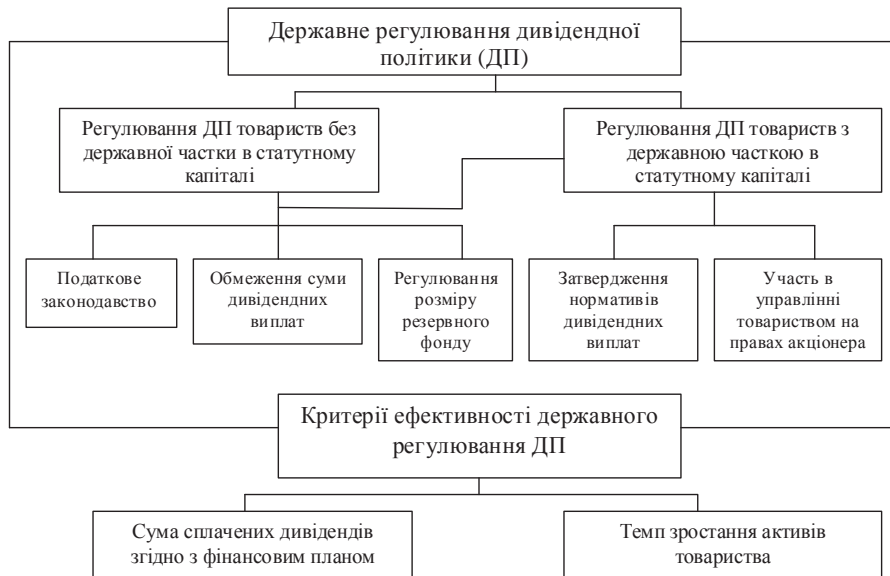 Державне регулювання дивідендної
політики (ДП)
Регулювання ДП товариств без
державної частки в статутному
капіталі
Регулювання ДП товариств з
державною часткою в
статутному капіталі
Податкове
законодавство
Обмеження суми
дивідендних
виплат
Регулювання
розміру
резервного
фонду
Затвердження
нормативів
дивідендних
виплат
Участь в
управлінні
товариством на
правах акціонера
Критерії ефективності державного
регулювання ДП
Сума сплачених дивідендів
згідно з фінансовим планом
Темп зростання активів
товариства